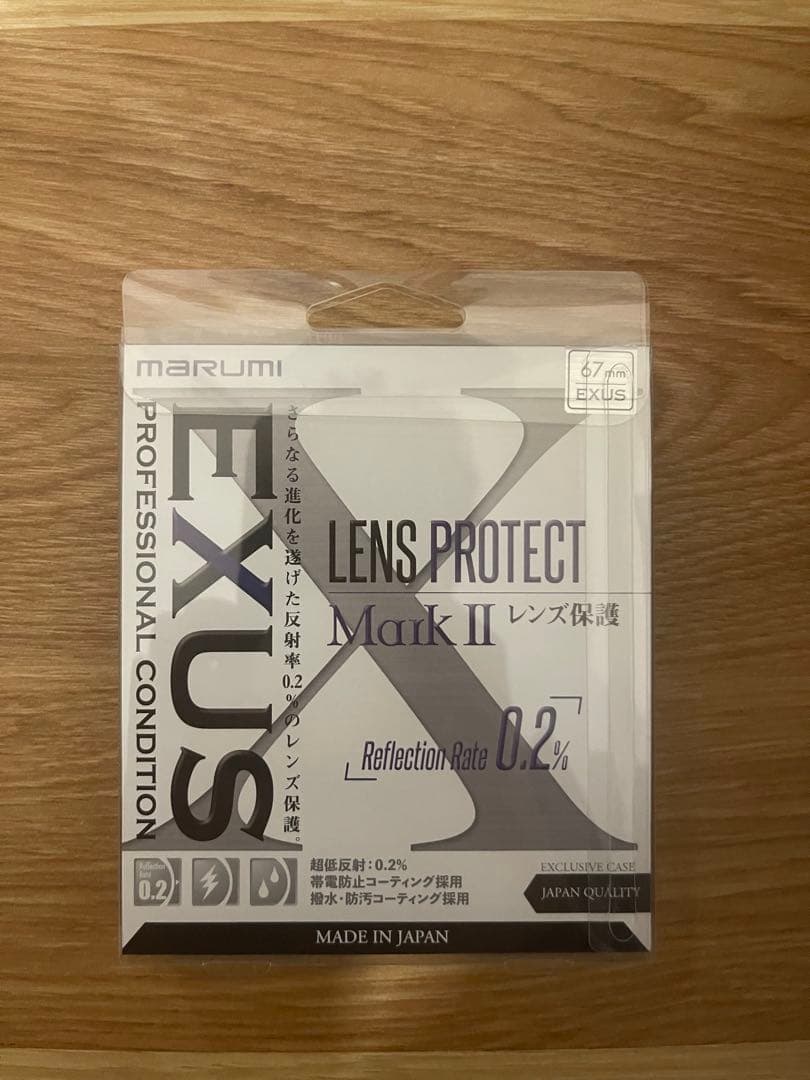 marumi
67mm
EXUS
EXUS
PROFESSIONAL CONDITION
さらなる進化を遂げた反射率0.2%のレンズ保護。
LENS PROTECT
Mark II レンズ保護
Reflection Rate 0.2%
Reflection
Rate
0.2
超低反射:0.2%
帯電防止コーティング採用
撥水・防汚コーティング採用
EXCLUSIVE CASE
JAPAN QUALITY
MADE IN JAPAN